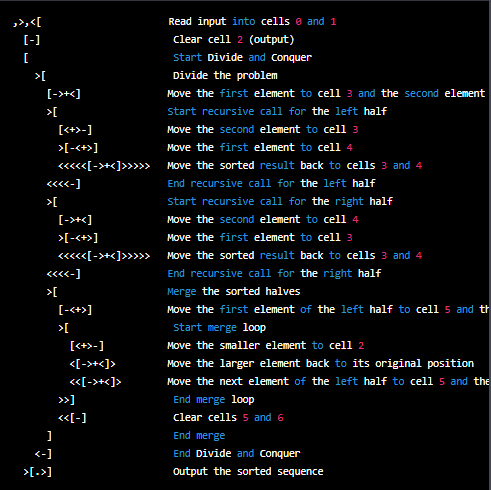 ,>,<[ Read input into cells 0 and 1
[-] Clear cell 2 (output)
[ Start Divide and Conquer
>[ Divide the problem
[->+<] Move the first element to cell 3 and the second element
>[ Start recursive call for the left half
[<+>-] Move the second element to cell 3
>[-<+>] Move the first element to cell 4
<<<<<[->+<]>>>>> Move the sorted result back to cells 3 and 4
<<<<-] End recursive call for the left half
>[ Start recursive call for the right half
[->+<] Move the second element to cell 4
>[-<+>] Move the first element to cell 3
<<<<<[->+<]>>>>> Move the sorted result back to cells 3 and 4
<<<<-] End recursive call for the right half
>[ Merge the sorted halves
[-<+>] Move the first element of the left half to cell 5 and th
>[ Start merge loop
[<+>-] Move the smaller element to cell 2
<[->+<]> Move the larger element back to its original position
<<[->+<]> Move the next element of the left half to cell 5 and the
>>] End merge loop
<<[-] Clear cells 5 and 6
] End merge
<-] End Divide and Conquer
>[.>] Output the sorted sequence